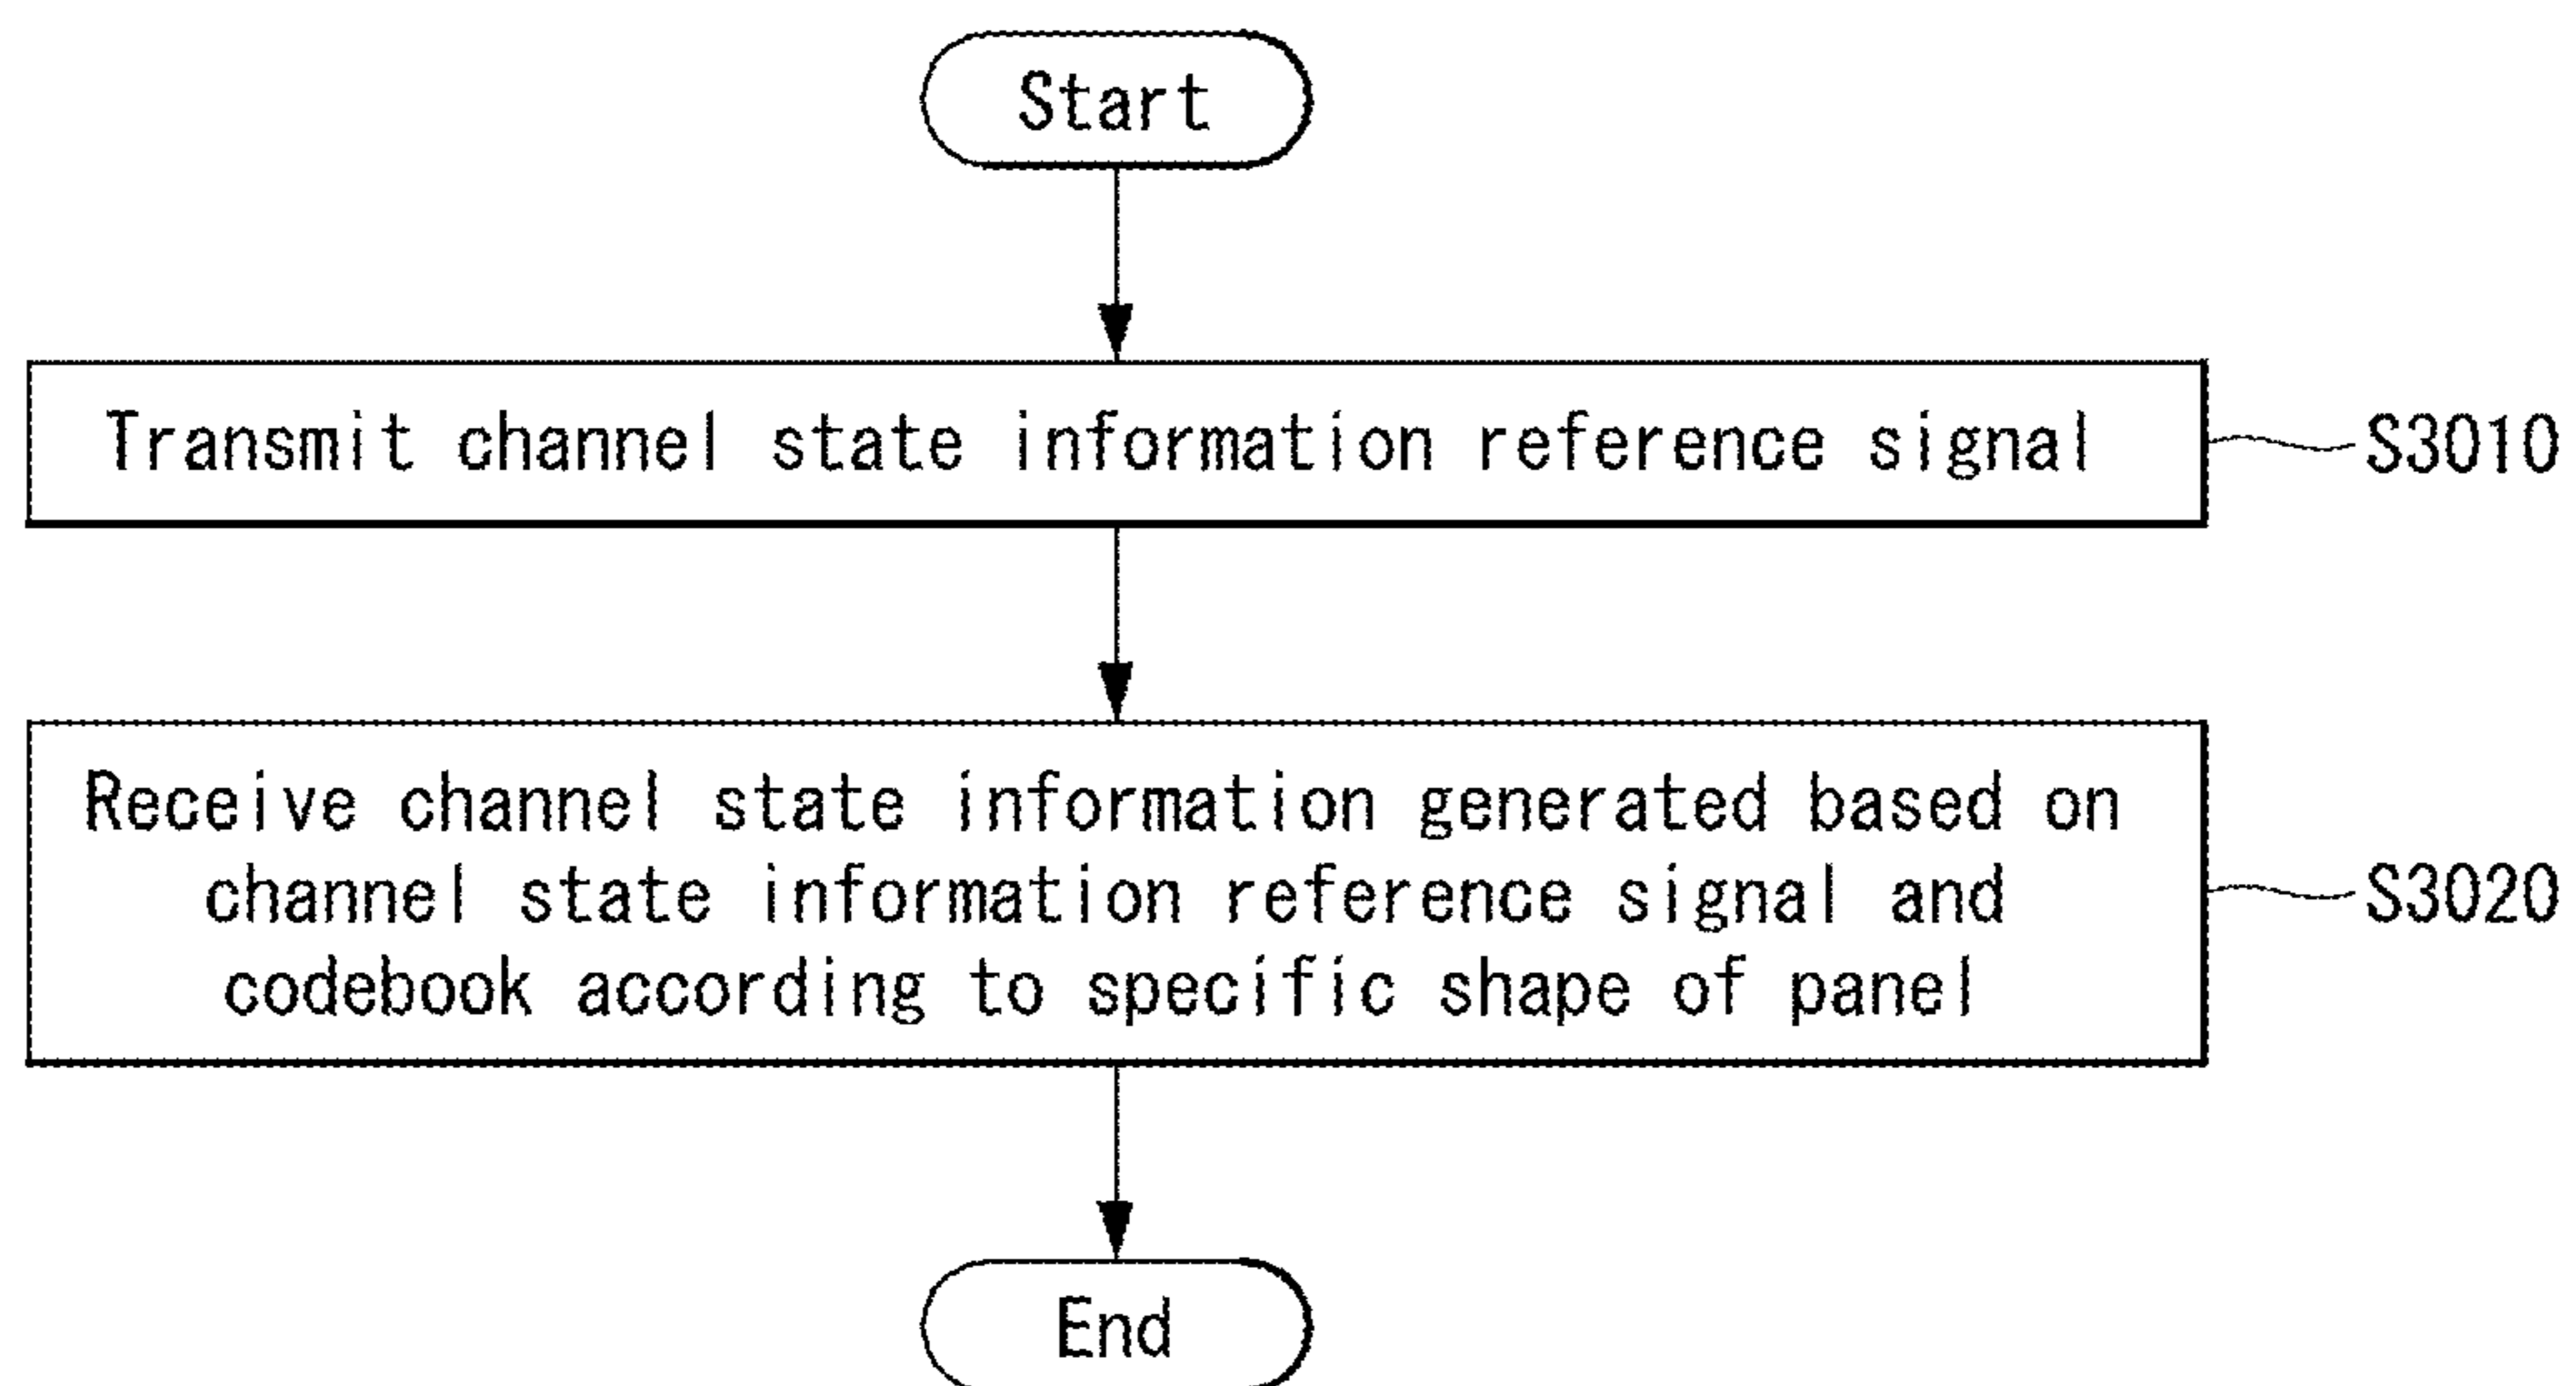 Start
Transmit channel state information reference signal
S3010
Receive channel state information generated based on
channel state information reference signal and
codebook according to specific shape of panel
S3020
End